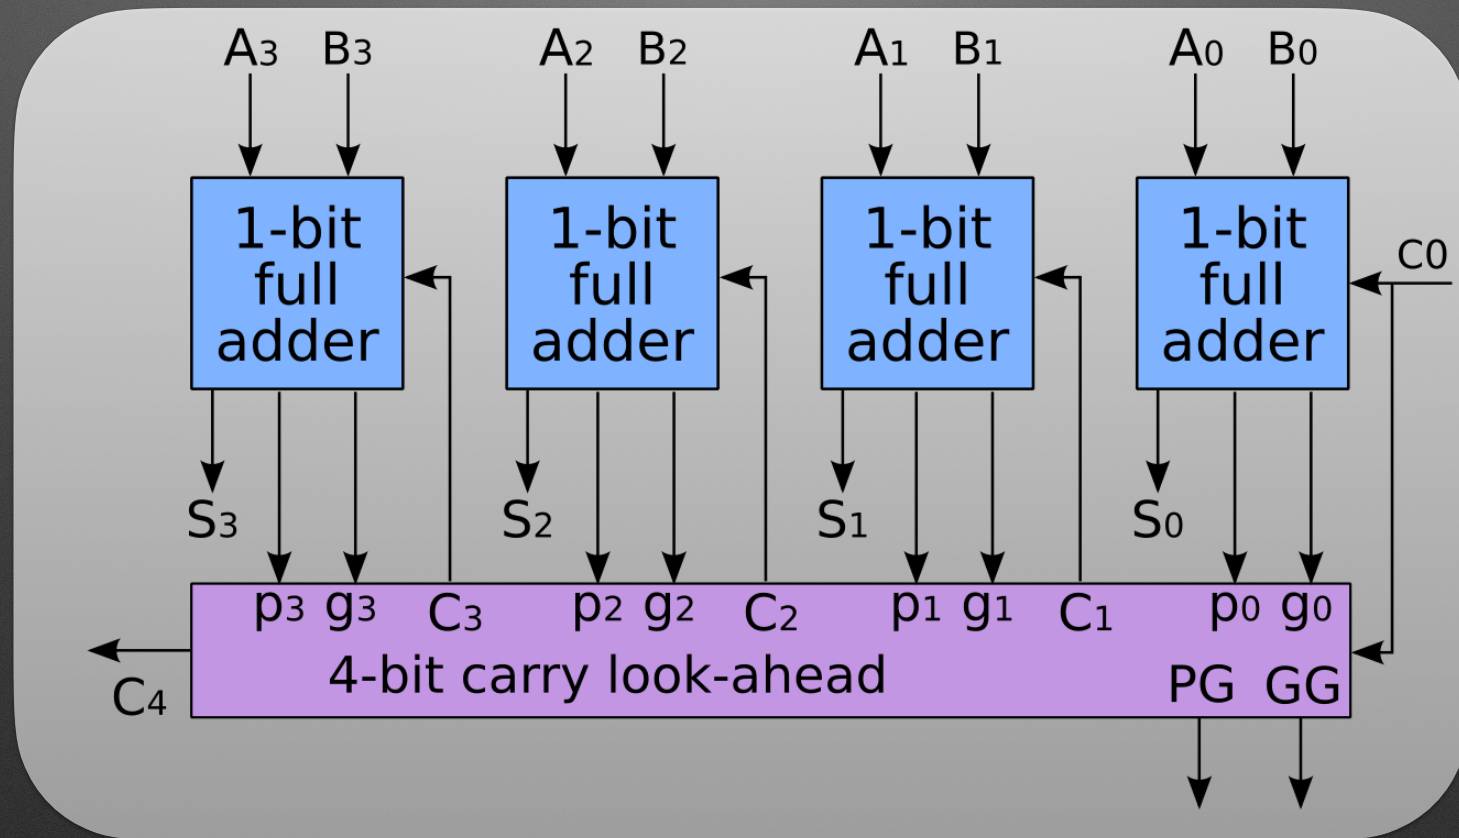 A3 B3 A2 B2 A1 B1 A0 B0
1-bit full adder
1-bit full adder
1-bit full adder
1-bit full adder
C0
S3 S2 S1 S0
p3 g3 C3 p2 g2 C2 p1 g1 C1 p0 g0
4-bit carry look-ahead
PG GG
C4